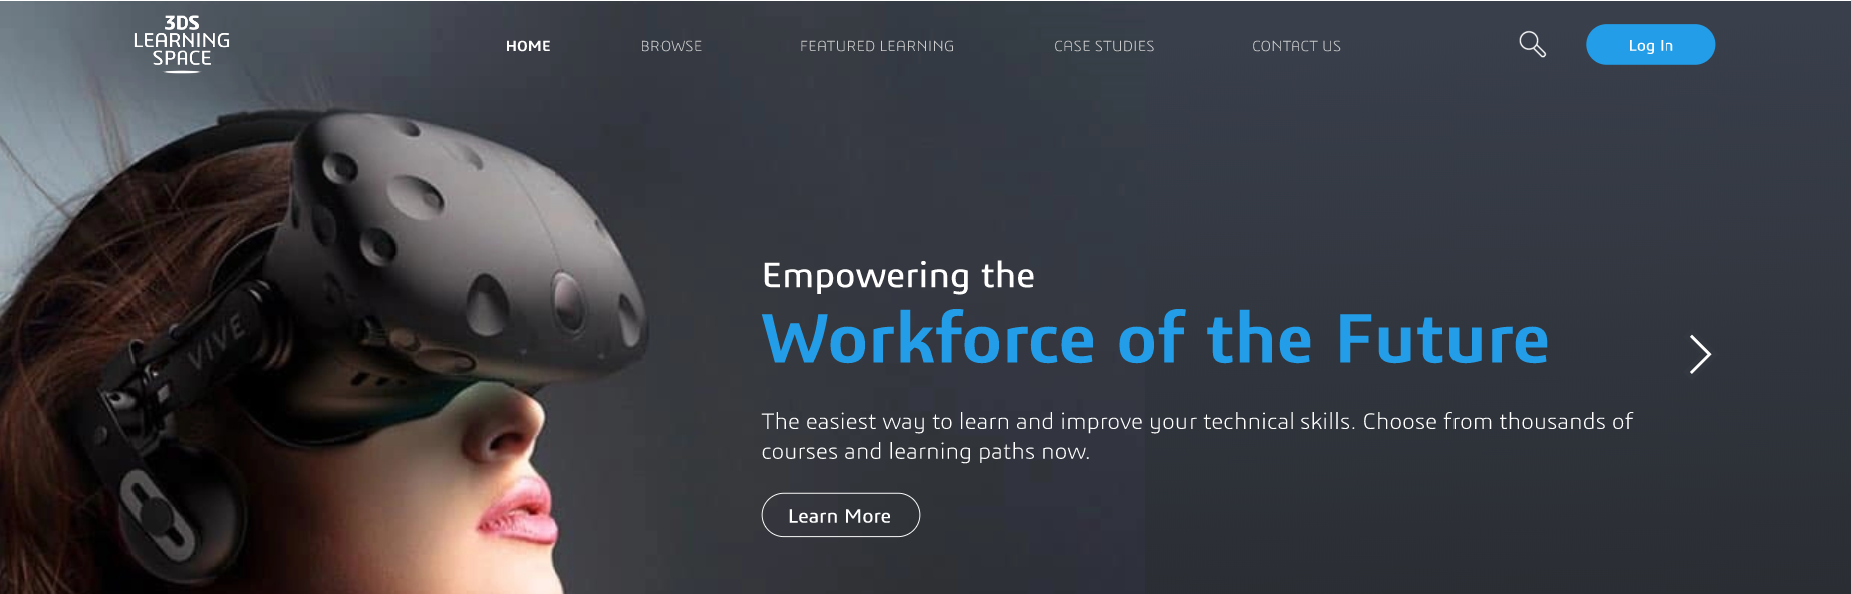 3DS
LEARNING
SPACE
HOME
BROWSE
FEATURED LEARNING
CASE STUDIES
CONTACT US
Log In
VIVE
Empowering the
Workforce of the Future
The easiest way to learn and improve your technical skills. Choose from thousands of
courses and learning paths now.
Learn More